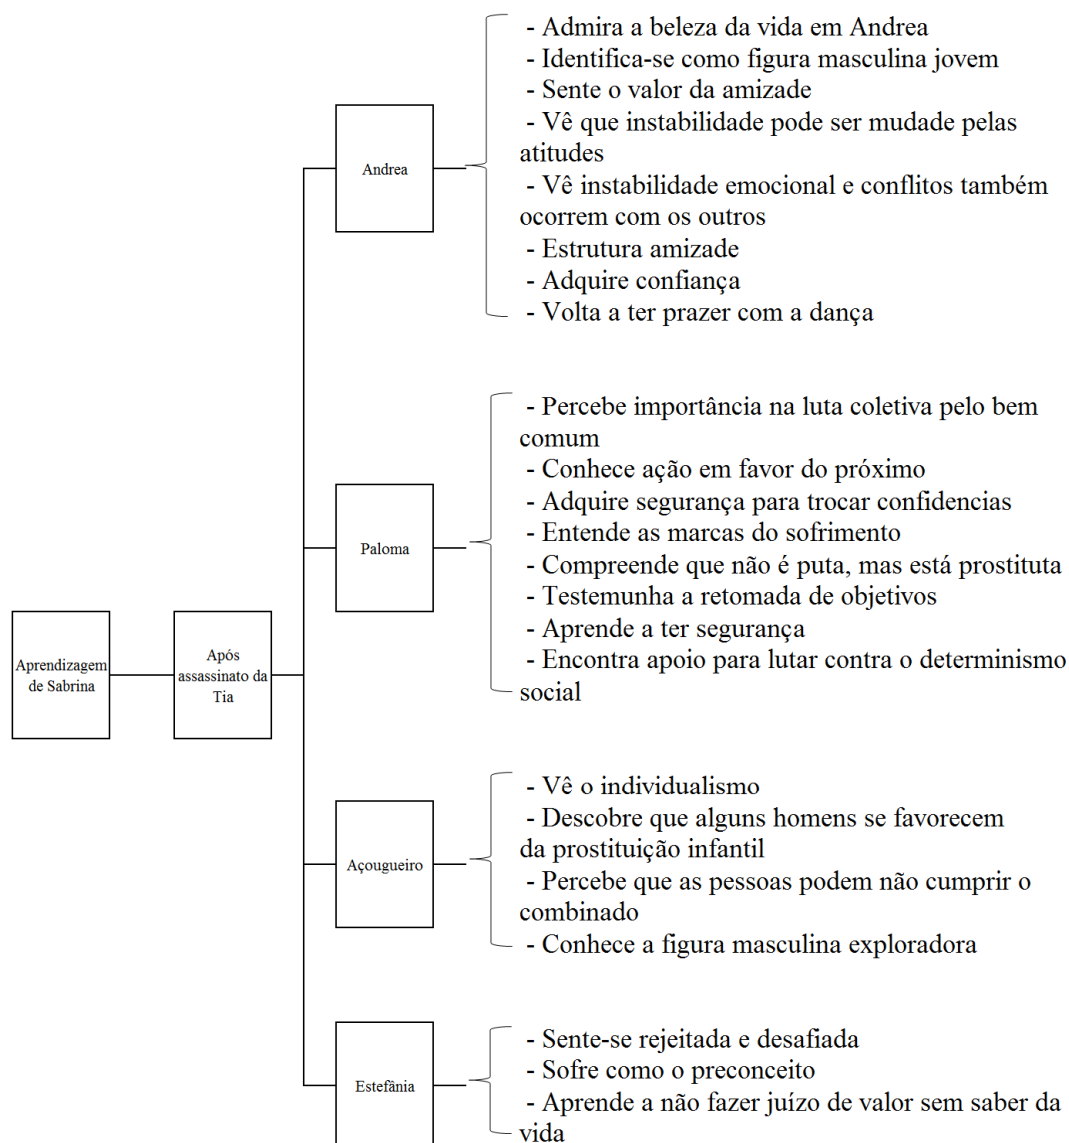 Aprendizagem
de Sabrina
Após
assassinato da
Tia
Andrea
- Admira a beleza da vida em Andrea
- Identifica-se como figura masculina jovem
- Sente o valor da amizade
- Vê que instabilidade pode ser mudade pelas
atitudes
- Vê instabilidade emocional e conflitos também
ocorrem com os outros
- Estrutura amizade
- Adquire confiança
- Volta a ter prazer com a dança
Paloma
- Percebe importância na luta coletiva pelo bem
comum
- Conhece ação em favor do próximo
- Adquire segurança para trocar confidencias
- Entende as marcas do sofrimento
- Compreende que não é puta, mas está prostituta
- Testemunha a retomada de objetivos
- Aprende a ter segurança
- Encontra apoio para lutar contra o determinismo
social
Açougueiro
- Vê o individualismo
- Descobre que alguns homens se favorecem
da prostituição infantil
- Percebe que as pessoas podem não cumprir o
combinado
- Conhece a figura masculina exploradora
Estefânia
- Sente-se rejeitada e desafiada
- Sofre como o preconceito
- Aprende a não fazer juízo de valor sem saber da
vida